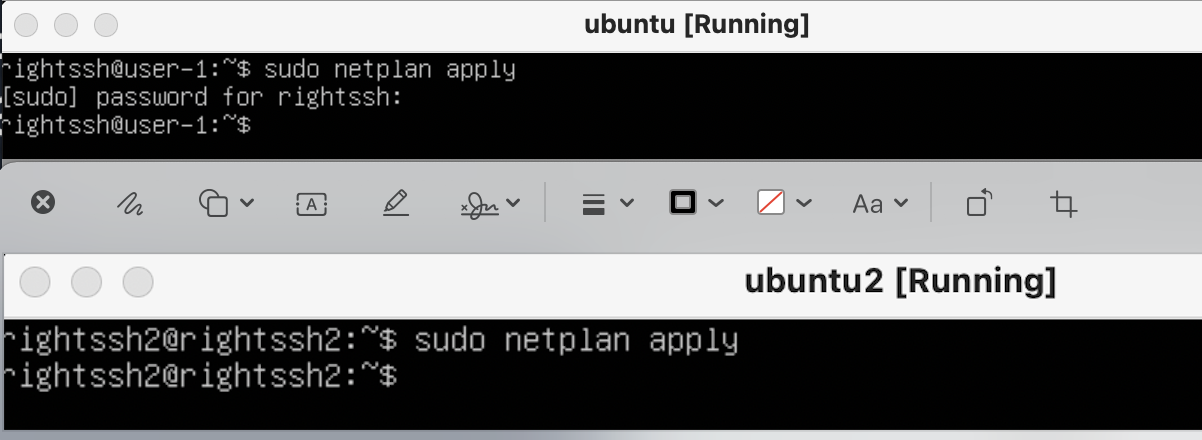 ubuntu [Running]
rightssh@user-1:~$ sudo netplan apply
[sudo] password for rightssh:
rightssh@user-1:~$
A
Aa
ubuntu2 [Running]
rightssh2@rightssh2:~$ sudo netplan apply
rightssh2@rightssh2:~$